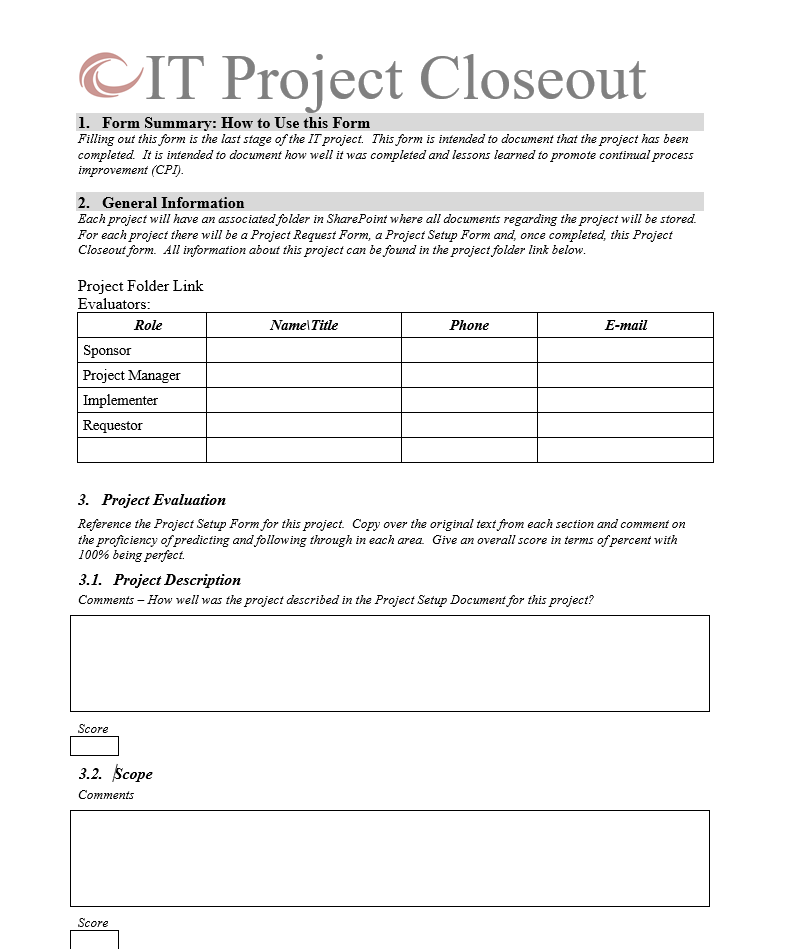 IT Project Closeout
1. Form Summary: How to Use this Form
Filling out this form is the last stage of the IT project. This form is intended to document that the project has been
completed. It is intended to document how well it was completed and lessons learned to promote continual process
improvement (CPI).
2. General Information
Each project will have an associated folder in SharePoint where all documents regarding the project will be stored.
For each project there will be a Project Request Form, a Project Setup Form and, once completed, this Project
Closeout form. All information about this project can be found in the project folder link below.
Project Folder Link
Evaluators:
Role Name\Title Phone E-mail
Sponsor
Project Manager
Implementer
Requestor
3. Project Evaluation
Reference the Project Setup Form for this project. Copy over the original text from each section and comment on
the proficiency of predicting and following through in each area. Give an overall score in terms of percent with
100% being perfect.
3.1. Project Description
Comments – How well was the project described in the Project Setup Document for this project?
Score
3.2. Scope
Comments
Score